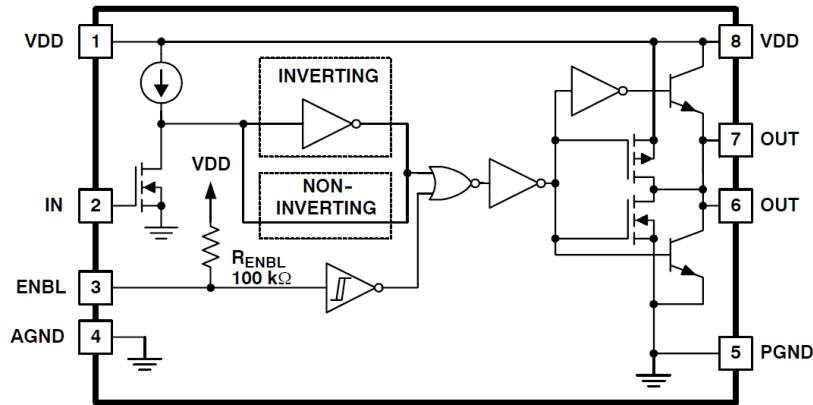 VDD 1
8 VDD
INVERTING
7 OUT
VDD
NON-
INVERTING
IN 2
6 OUT
R_ENBL
100 kΩ
ENBL 3
AGND 4
5 PGND